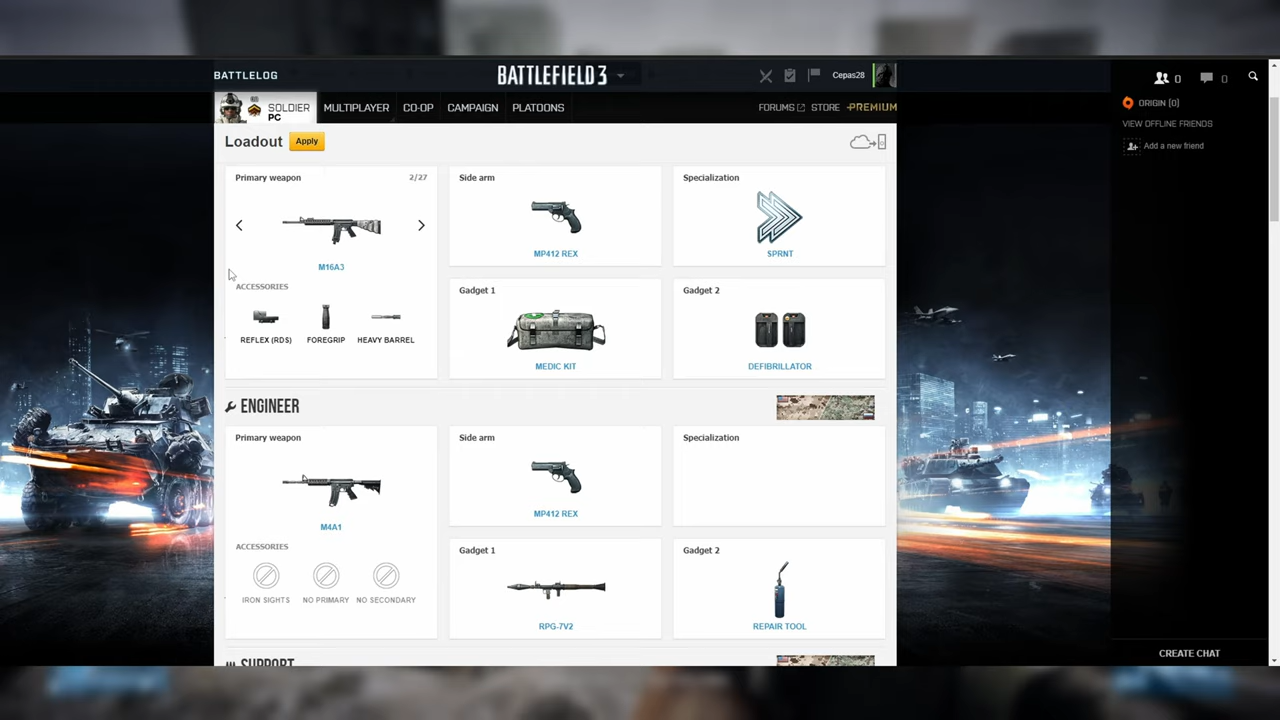 BATTLELOG
BATTLEFIELD 3
Cepas28
0
0
SOLDIER
PC
MULTIPLAYER
CO-OP
CAMPAIGN
PLATOONS
FORUMS
STORE
PREMIUM
ORIGIN (0)
VIEW OFFLINE FRIENDS
Add a new friend
Loadout
Apply
Primary weapon
2/27
M16A3
ACCESSORIES
REFLEX (RDS)
FOREGRIP
HEAVY BARREL
Side arm
MP412 REX
Specialization
SPRNT
Gadget 1
MEDIC KIT
Gadget 2
DEFIBRILLATOR
ENGINEER
Primary weapon
M4A1
ACCESSORIES
IRON SIGHTS
NO PRIMARY
NO SECONDARY
Side arm
MP412 REX
Specialization
Gadget 1
RPG-7V2
Gadget 2
REPAIR TOOL
SUPPORT
CREATE CHAT